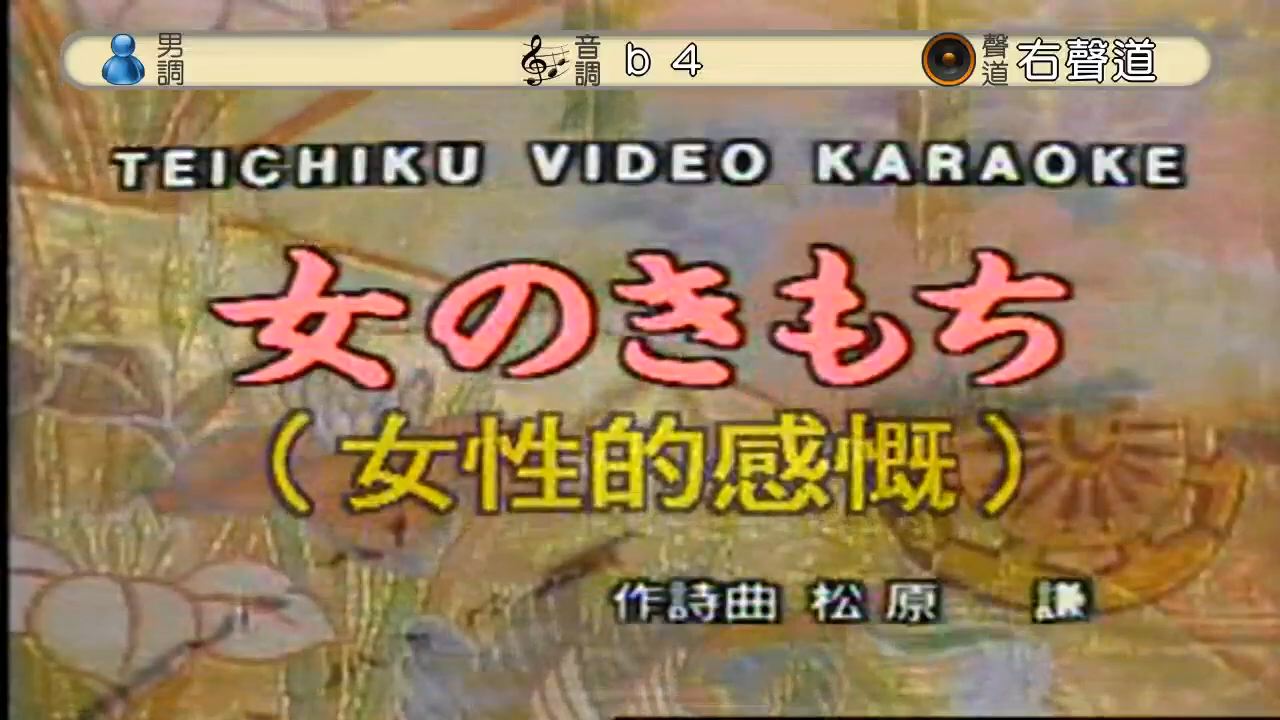 男調 音調 b 4 聲道 右聲道
TEICHIKU VIDEO KARAOKE
女のきもち
(女性的感慨)
作詩曲 松原 謙